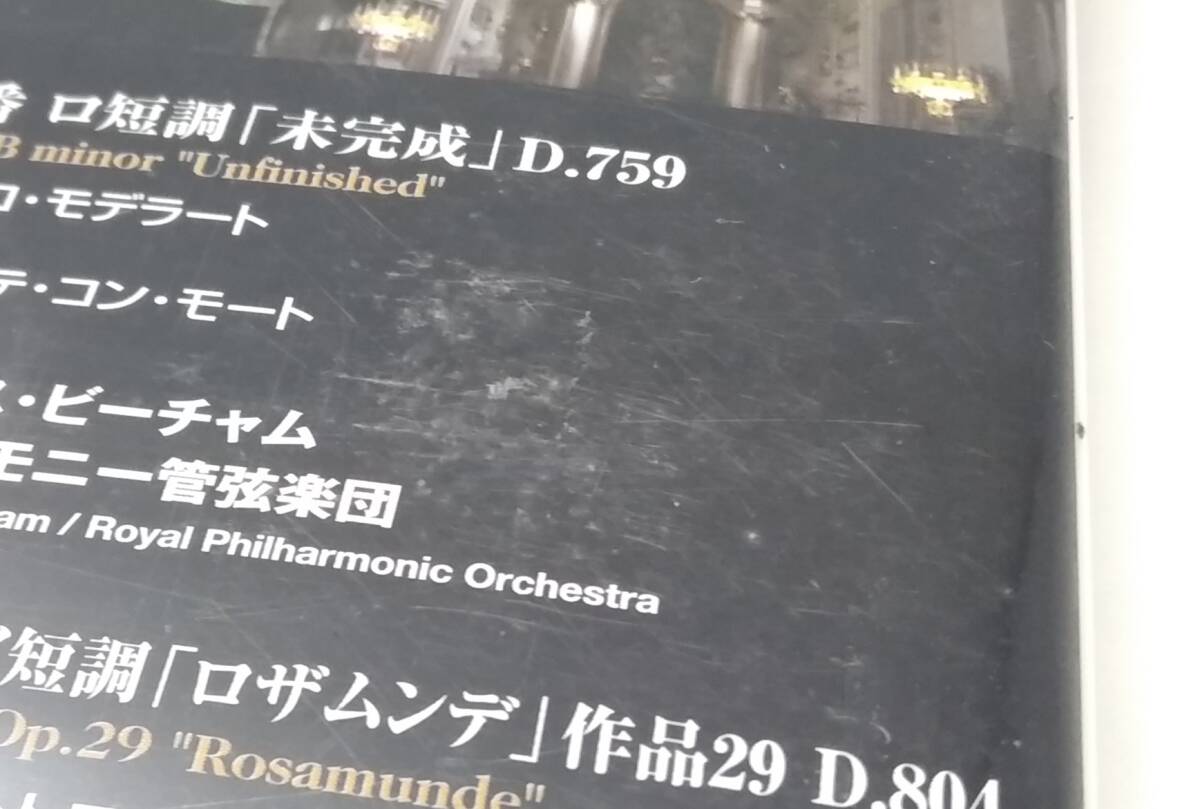 番 ロ短調「未完成」D.759
B minor "Unfinished"
ロ・モデラート
テ・コン・モート
ス・ビーチャム
モニー管弦楽団
am / Royal Philharmonic Orchestra
短調「ロザムンデ」作品29 D.804
Op.29 "Rosamunde"